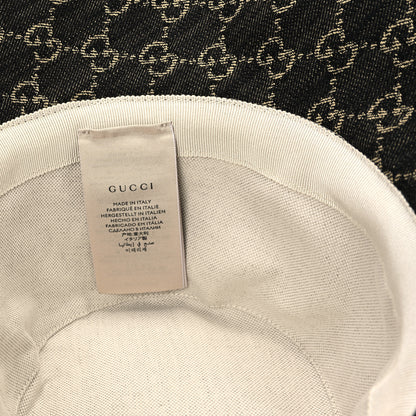 GUCCI
MADE IN ITALY
FABRIQUÉ EN ITALIE
HERGESTELLT IN ITALIEN
HECHO EN ITALIA
FABRICADO EM ITÁLIA
СДЕЛАНО В ИТАЛИИ
产地:意大利
イタリア製
이태리제